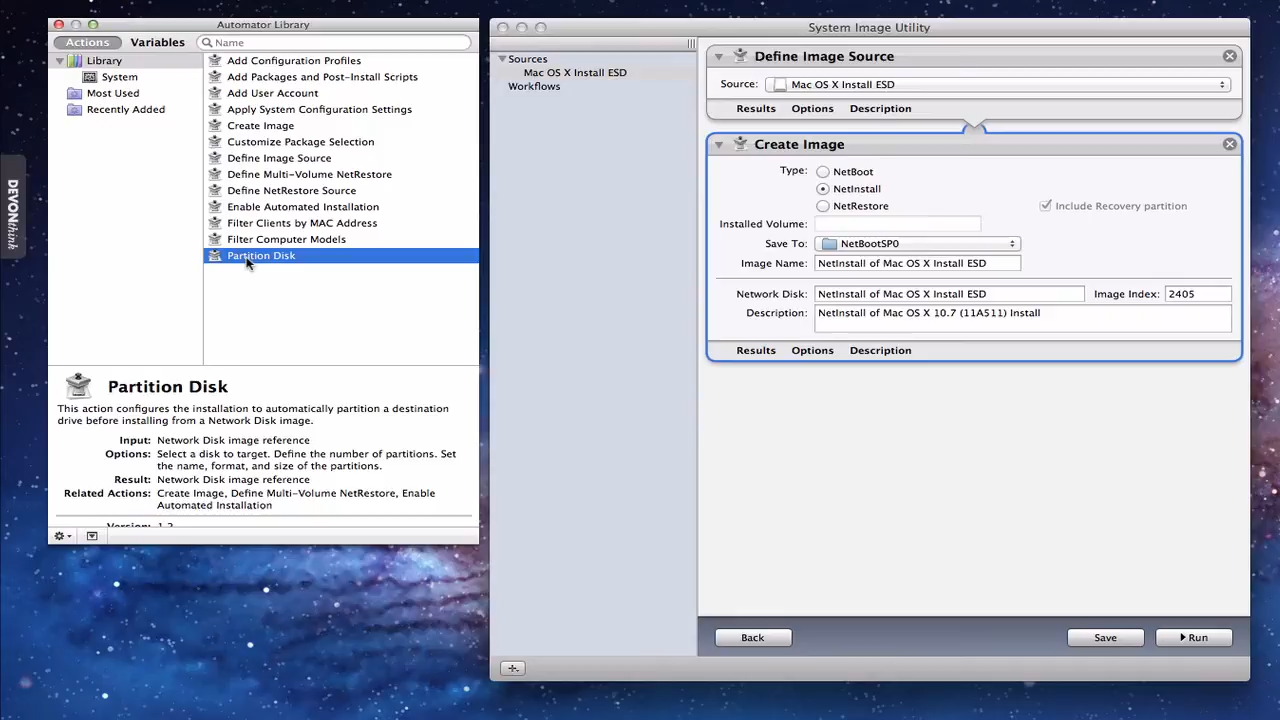 Automator Library
Actions Variables Name
Library
System
Most Used
Recently Added
Add Configuration Profiles
Add Packages and Post-Install Scripts
Add User Account
Apply System Configuration Settings
Create Image
Customize Package Selection
Define Image Source
Define Multi-Volume NetRestore
Define NetRestore Source
Enable Automated Installation
Filter Clients by MAC Address
Filter Computer Models
Partition Disk
Partition Disk
This action configures the installation to automatically partition a destination
drive before installing from a Network Disk image.
Input: Network Disk image reference
Options: Select a disk to target. Define the number of partitions. Set
the name, format, and size of the partitions.
Result: Network Disk image reference
Related Actions: Create Image, Define Multi-Volume NetRestore, Enable
Automated Installation
Version: 1.2
DEVONthink
System Image Utility
Sources
Mac OS X Install ESD
Workflows
Define Image Source
Source: Mac OS X Install ESD
Results Options Description
Create Image
Type: NetBoot
NetInstall
NetRestore Include Recovery partition
Installed Volume:
Save To: NetBootSP0
Image Name: NetInstall of Mac OS X Install ESD
Network Disk: NetInstall of Mac OS X Install ESD Image Index: 2405
Description: NetInstall of Mac OS X 10.7 (11A511) Install
Results Options Description
Back Save Run